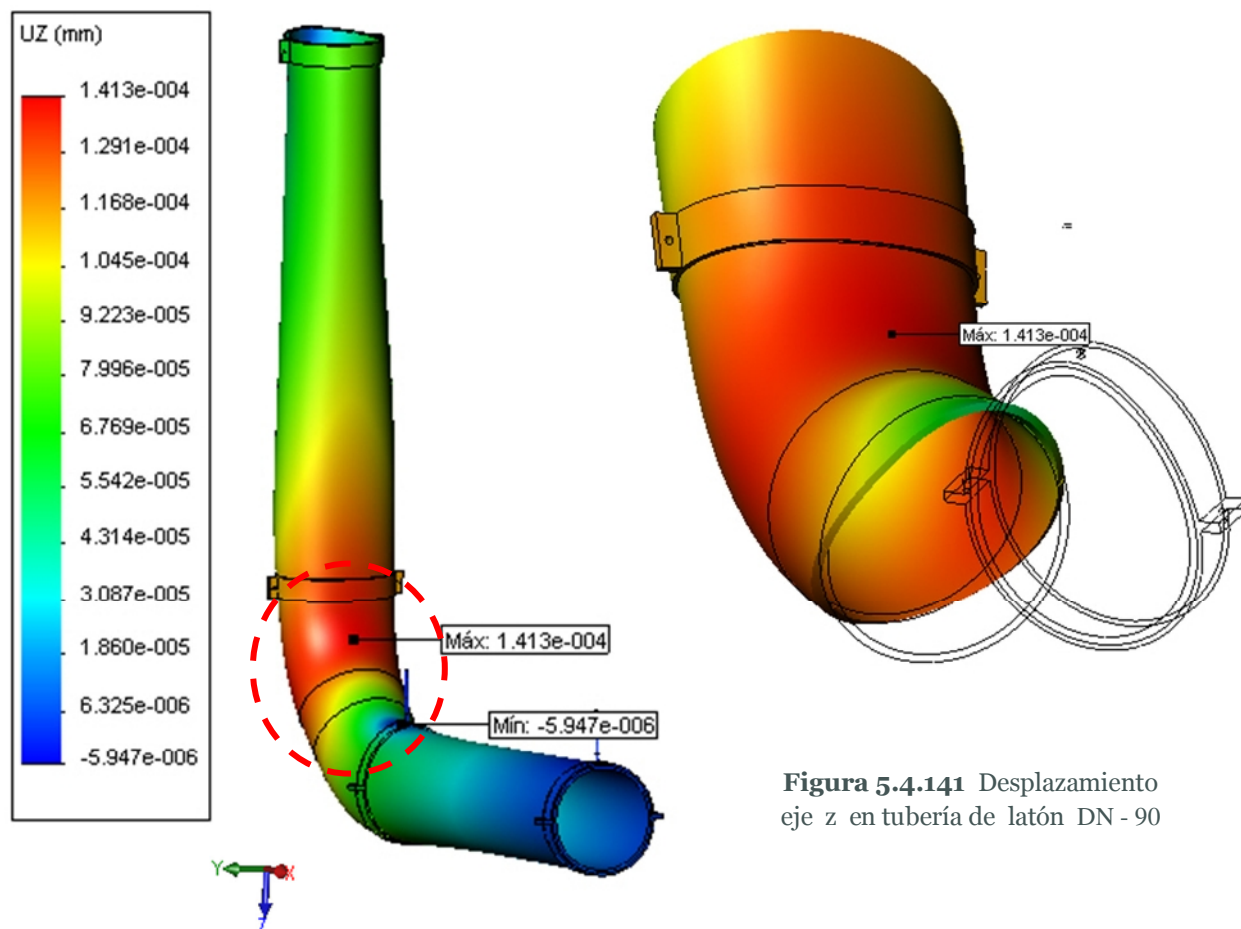 UZ (mm)
1.413e-004
1.291e-004
1.168e-004
1.045e-004
9.223e-005
7.996e-005
6.769e-005
5.542e-005
4.314e-005
3.087e-005
1.860e-005
6.325e-006
-5.947e-006
Máx: 1.413e-004
Mín: -5.947e-006
Y
X
Z
Máx: 1.413e-004
Figura 5.4.141 Desplazamiento
eje z en tubería de latón DN - 90